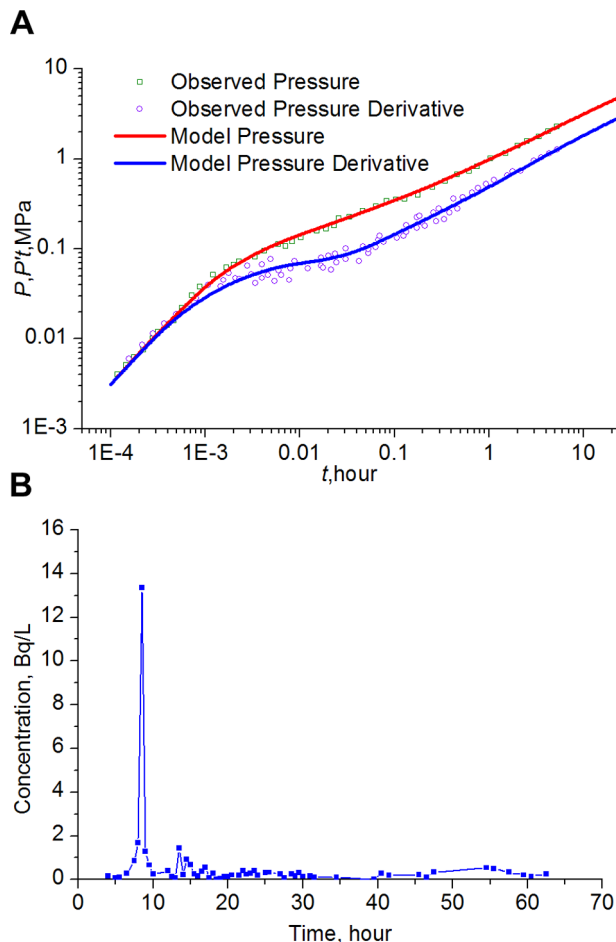 A
10
1
0.1
0.01
1E-3
P,P't,MPa
Observed Pressure
Observed Pressure Derivative
Model Pressure
Model Pressure Derivative
1E-4 1E-3 0.01 0.1 1 10
t,hour
B
16
14
12
10
8
6
4
2
0
Concentration, Bq/L
0 10 20 30 40 50 60 70
Time, hour